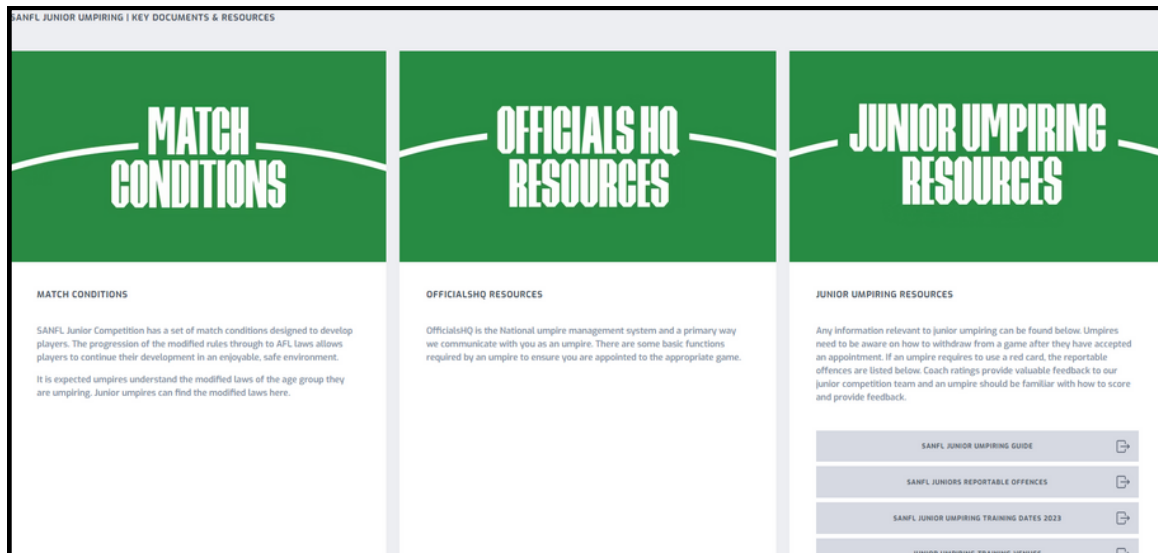 SANFL JUNIOR UMPIRING | KEY DOCUMENTS & RESOURCES
MATCH
CONDITIONS
MATCH CONDITIONS
SANFL Junior Competition has a set of match conditions designed to develop
players. The progression of the modified rules through to AFL laws allows
players to continue their development in an enjoyable, safe environment.
It is expected umpires understand the modified laws of the age group they
are umpiring. Junior umpires can find the modified laws here.
OFFICIALS HQ
RESOURCES
OFFICIALSHQ RESOURCES
OfficialsHQ is the National umpire management system and a primary way
we communicate with you as an umpire. There are some basic functions
required by an umpire to ensure you are appointed to the appropriate game.
JUNIOR UMPIRING
RESOURCES
JUNIOR UMPIRING RESOURCES
Any information relevant to junior umpiring can be found below. Umpires
need to be aware on how to withdraw from a game after they have accepted
an appointment. If an umpire requires to use a red card, the reportable
offences are listed below. Coach ratings provide valuable feedback to our
junior competition team and an umpire should be familiar with how to score
and provide feedback.
SANFL JUNIOR UMPIRING GUIDE
SANFL JUNIORS REPORTABLE OFFENCES
SANFL JUNIOR UMPIRING TRAINING DATES 2023
JUNIOR UMPIRING TRAINING VENUES